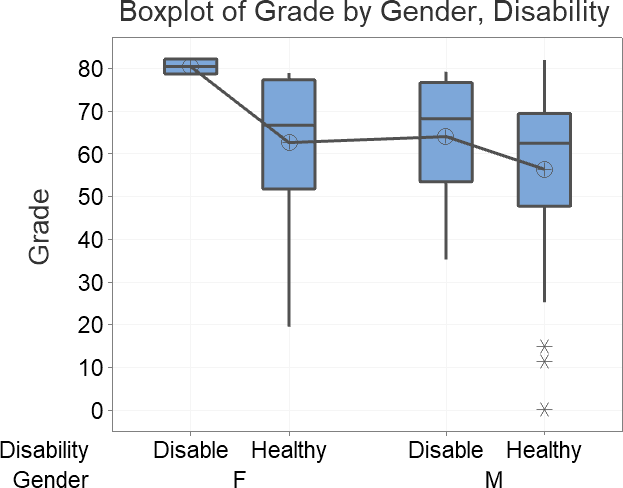 Boxplot of Grade by Gender, Disability
80
70
60
50
40
30
20
10
0
Grade
Disability Disable Healthy Disable Healthy
Gender F M